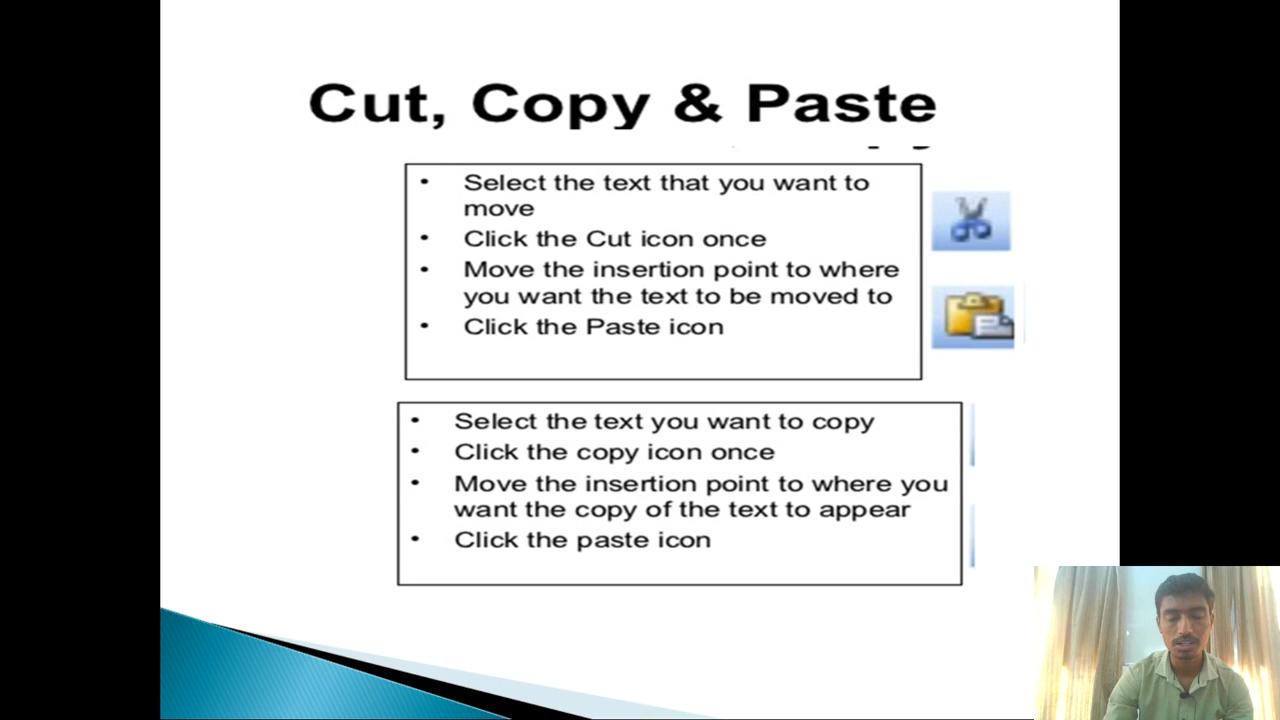 Cut, Copy & Paste
• Select the text that you want to
move
• Click the Cut icon once
• Move the insertion point to where
you want the text to be moved to
• Click the Paste icon
• Select the text you want to copy
• Click the copy icon once
• Move the insertion point to where you
want the copy of the text to appear
• Click the paste icon